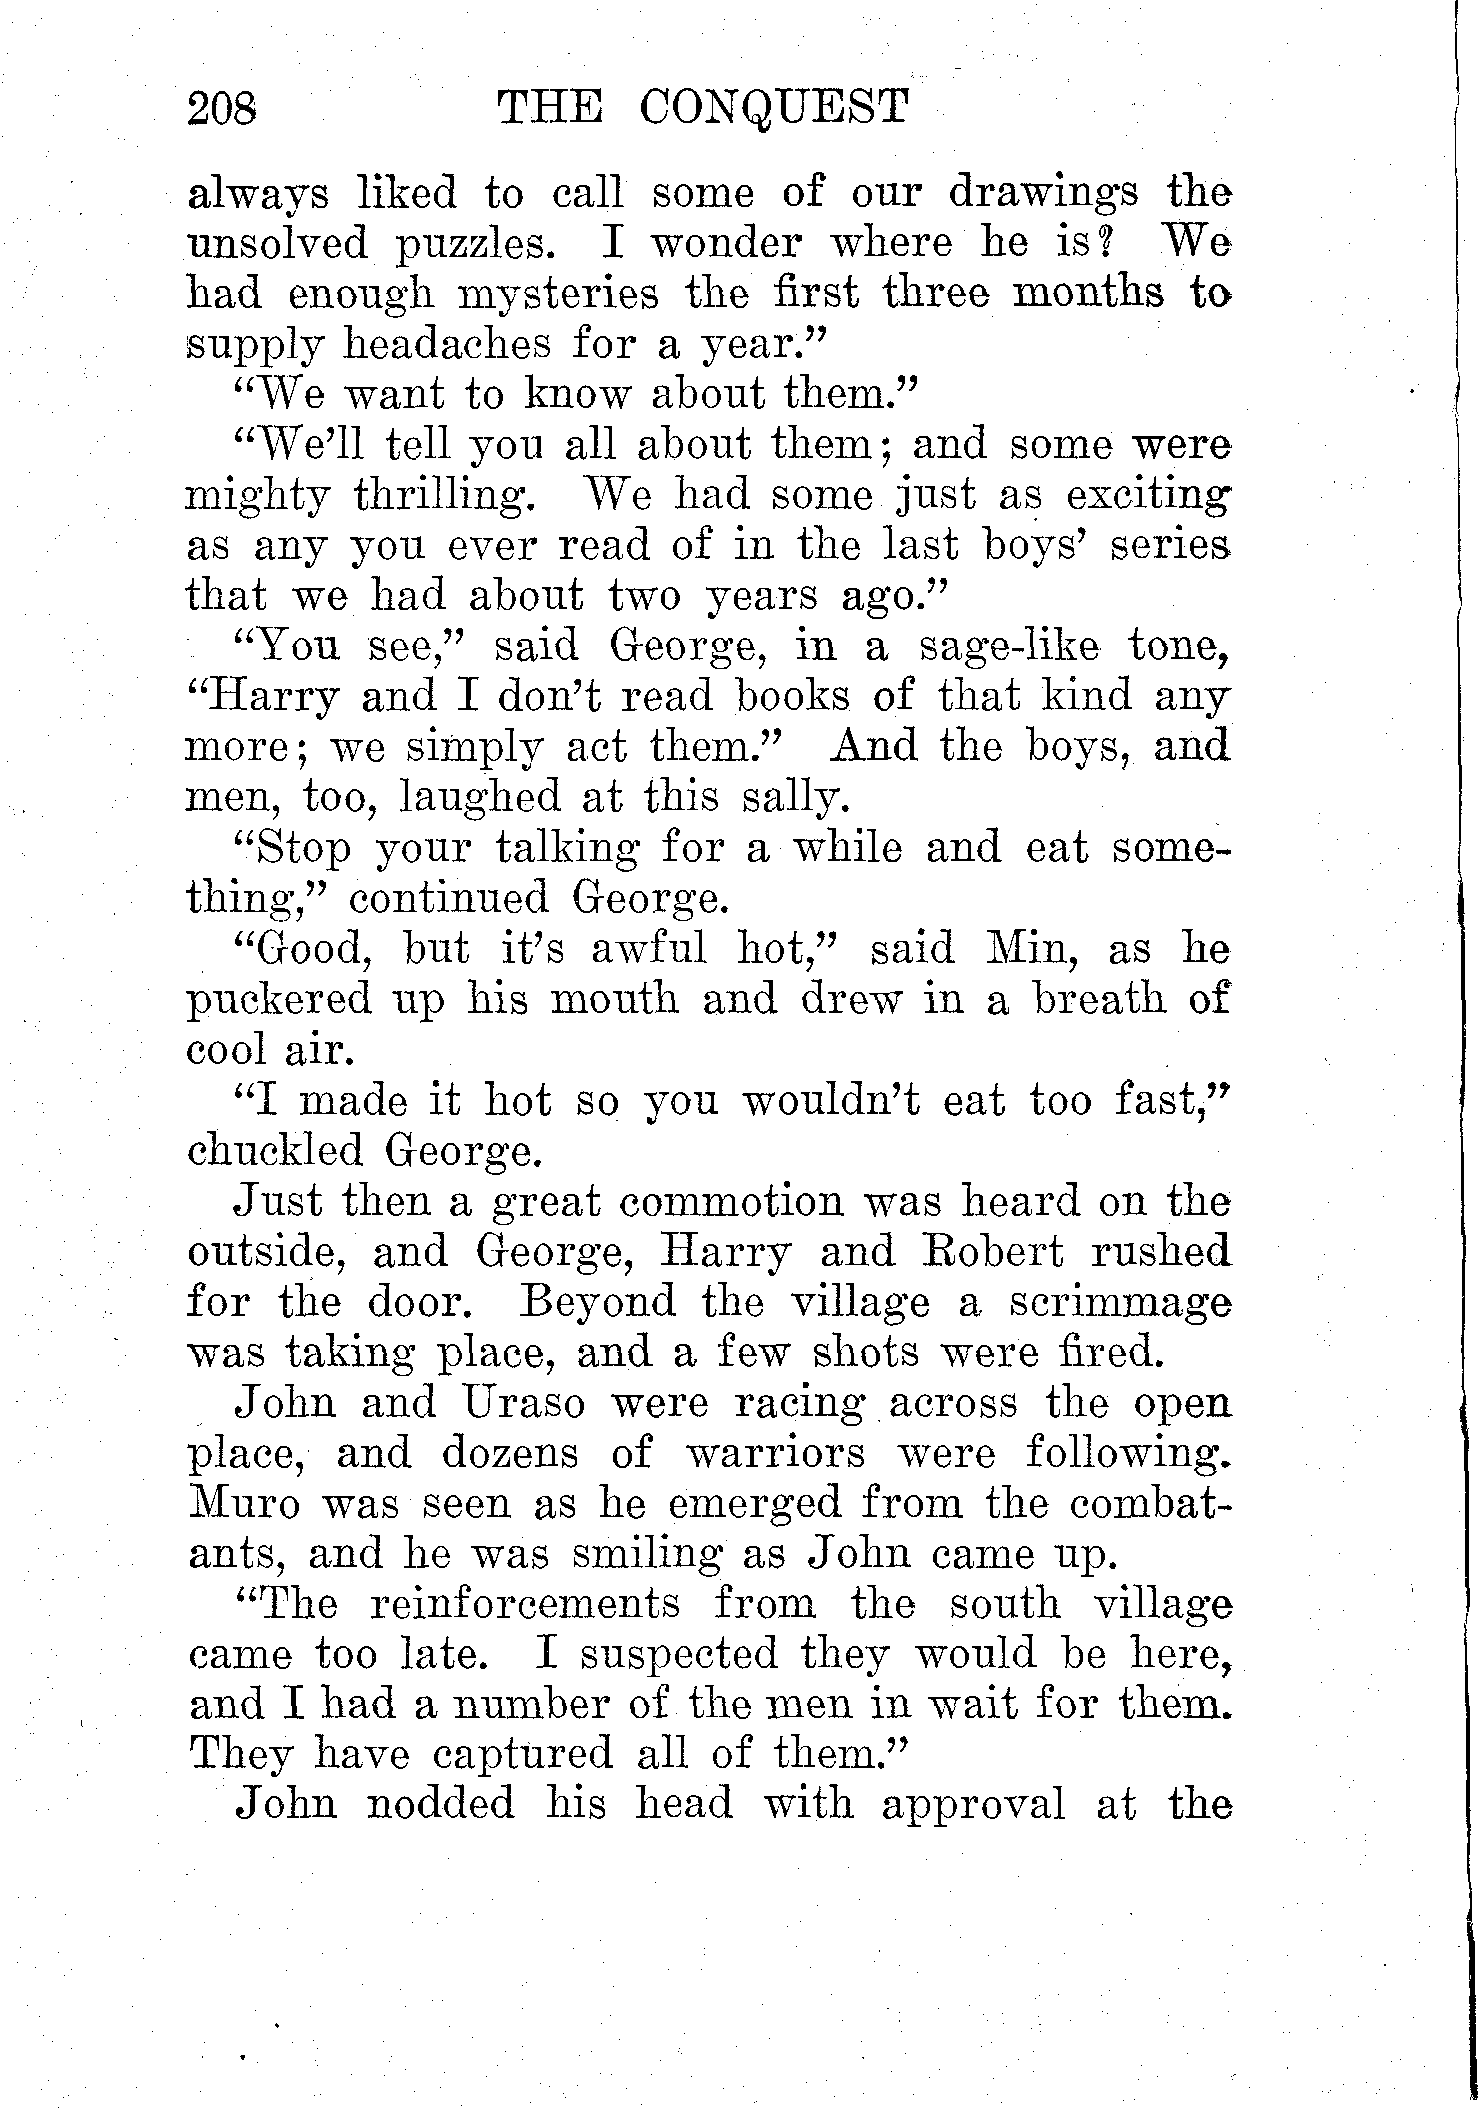 208 THE CONQUEST
always liked to call some of our drawings the
unsolved puzzles. I wonder where he is? We
had enough mysteries the first three months to
supply headaches for a year.”
“We want to know about them.”
“We’ll tell you all about them; and some were
mighty thrilling. We had some just as exciting
as any you ever read of in the last boys’ series
that we had about two years ago.”
“You see,” said George, in a sage-like tone,
“Harry and I don’t read books of that kind any
more; we simply act them.” And the boys, and
men, too, laughed at this sally.
“Stop your talking for a while and eat some-
thing,” continued George.
“Good, but it’s awful hot,” said Min, as he
puckered up his mouth and drew in a breath of
cool air.
“I made it hot so you wouldn’t eat too fast,”
chuckled George.
Just then a great commotion was heard on the
outside, and George, Harry and Robert rushed
for the door. Beyond the village a scrimmage
was taking place, and a few shots were fired.
John and Uraso were racing across the open
place, and dozens of warriors were following.
Muro was seen as he emerged from the combat-
ants, and he was smiling as John came up.
“The reinforcements from the south village
came too late. I suspected they would be here,
and I had a number of the men in wait for them.
They have captured all of them.”
John nodded his head with approval at the